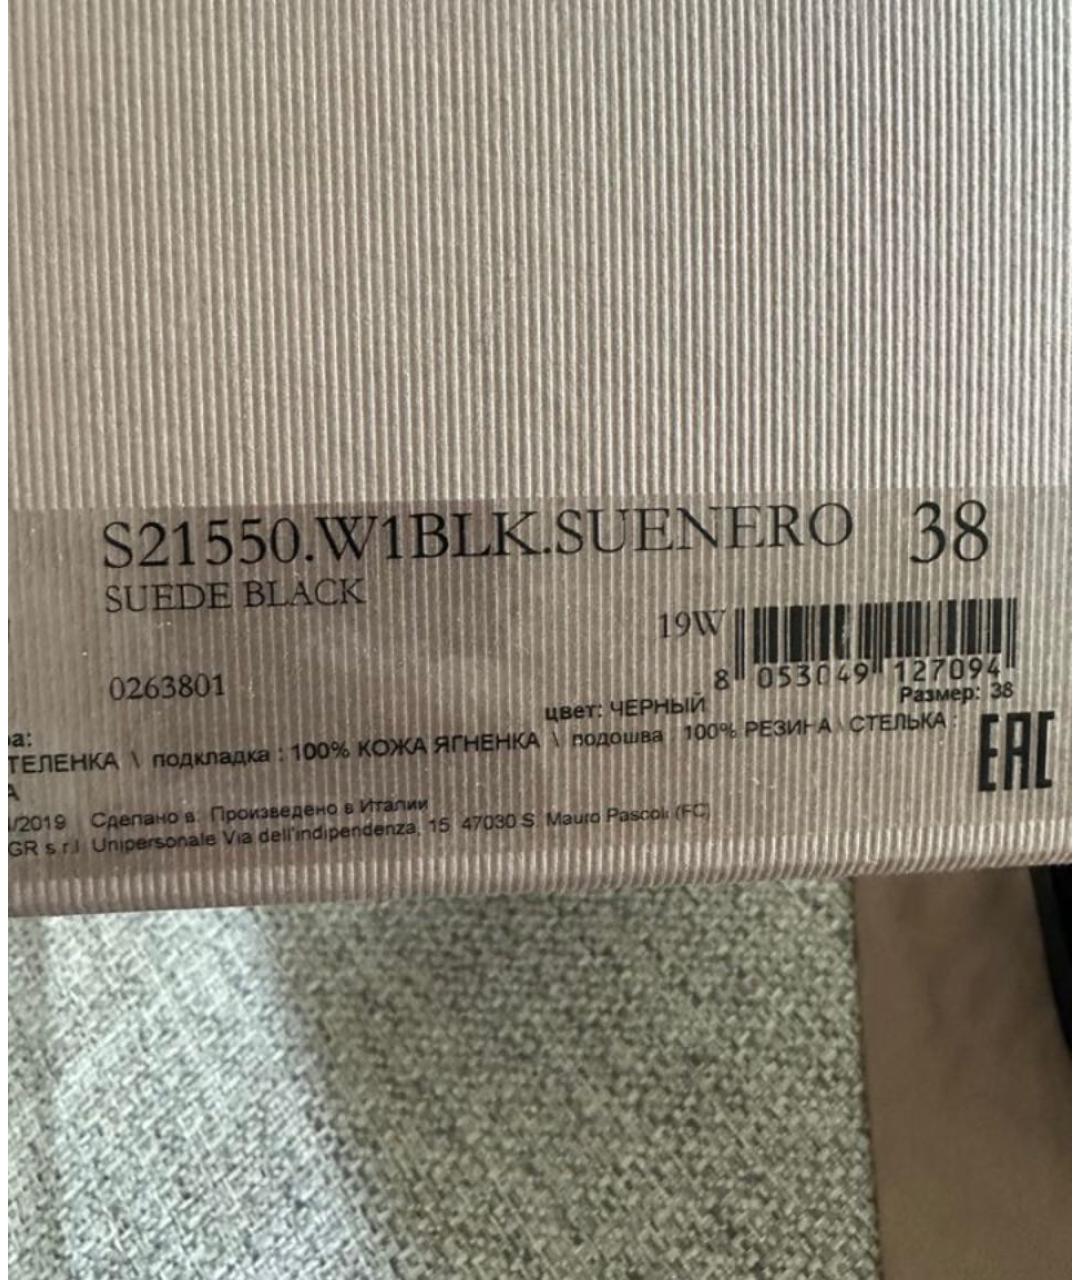 S21550.W1BLK.SUENERO 38
SUEDE BLACK
19W
0263801
8 053049 127094
цвет: ЧЕРНЫЙ Размер: 38
ра:
ТЕЛЕНКА \ подкладка : 100% КОЖА ЯГНЕНКА \ подошва : 100% РЕЗИНА \ СТЕЛЬКА :
А
EAC
/2019 Сделано в: Произведено в Италии
GR s.r.l. Unipersonale Via dell'indipendenza, 15 47030 S. Mauro Pascoli (FC)